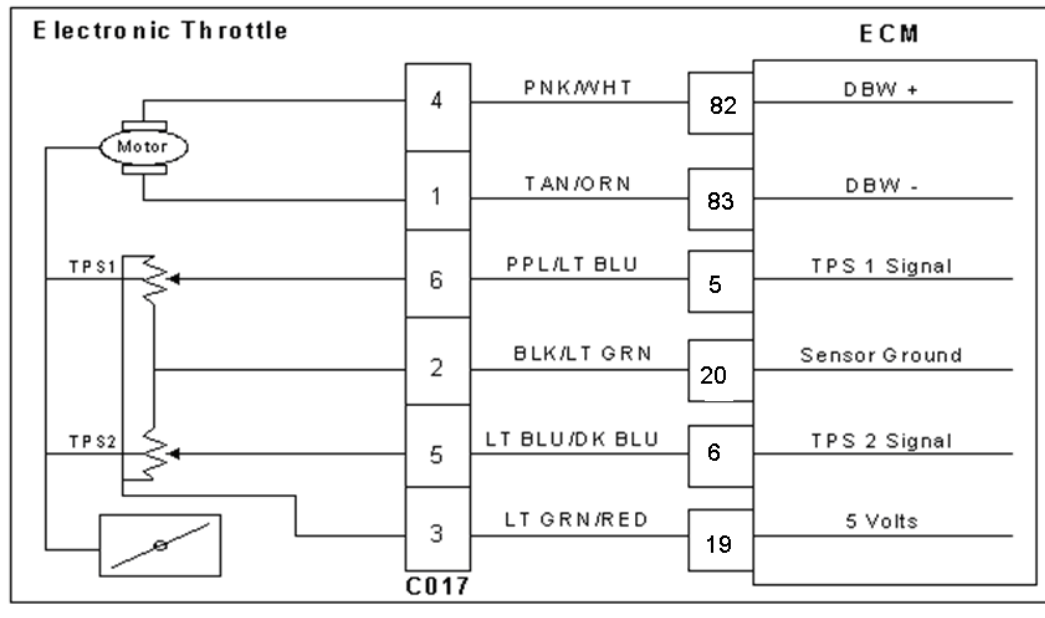 Electronic Throttle
ECM
4
PNK/WHT
82
DBW +
Motor
1
TAN/ORN
83
DBW -
TPS1
6
PPL/LT BLU
5
TPS 1 Signal
2
BLK/LT GRN
20
Sensor Ground
TPS2
5
LT BLU/DK BLU
6
TPS 2 Signal
3
LT GRN/RED
19
5 Volts
C017